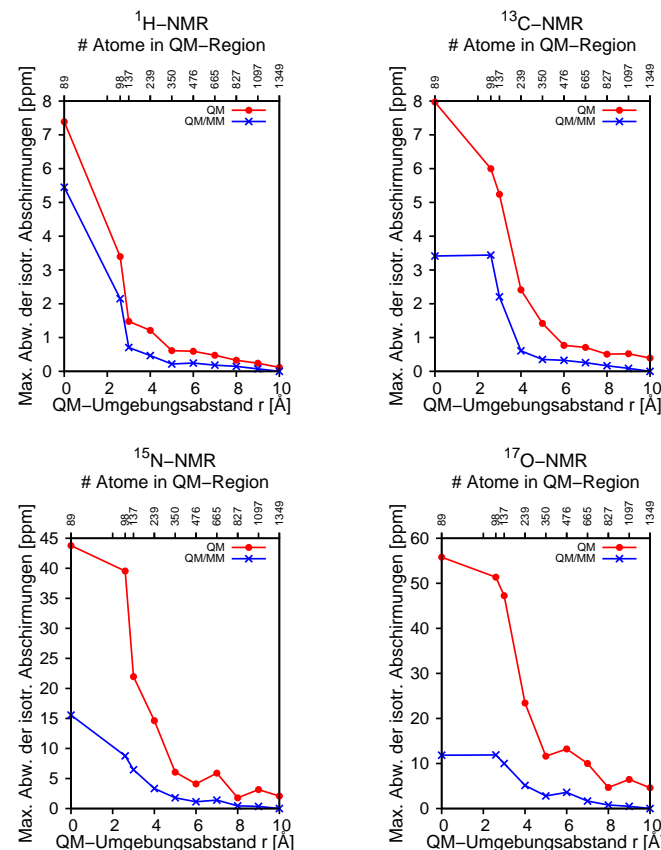 ¹H–NMR
# Atome in QM–Region
89 98 137 239 350 476 665 827 1097 1349
Max. Abw. der isotr. Abschirmungen [ppm]
8
7
6
5
4
3
2
1
0
QM
QM/MM
0 2 4 6 8 10
QM–Umgebungsabstand r [Å]
¹³C–NMR
# Atome in QM–Region
89 98 137 239 350 476 665 827 1097 1349
Max. Abw. der isotr. Abschirmungen [ppm]
8
7
6
5
4
3
2
1
0
QM
QM/MM
0 2 4 6 8 10
QM–Umgebungsabstand r [Å]
¹⁵N–NMR
# Atome in QM–Region
89 98 137 239 350 476 665 827 1097 1349
Max. Abw. der isotr. Abschirmungen [ppm]
45
40
35
30
25
20
15
10
5
0
QM
QM/MM
0 2 4 6 8 10
QM–Umgebungsabstand r [Å]
¹⁷O–NMR
# Atome in QM–Region
89 98 137 239 350 476 665 827 1097 1349
Max. Abw. der isotr. Abschirmungen [ppm]
60
50
40
30
20
10
0
QM
QM/MM
0 2 4 6 8 10
QM–Umgebungsabstand r [Å]